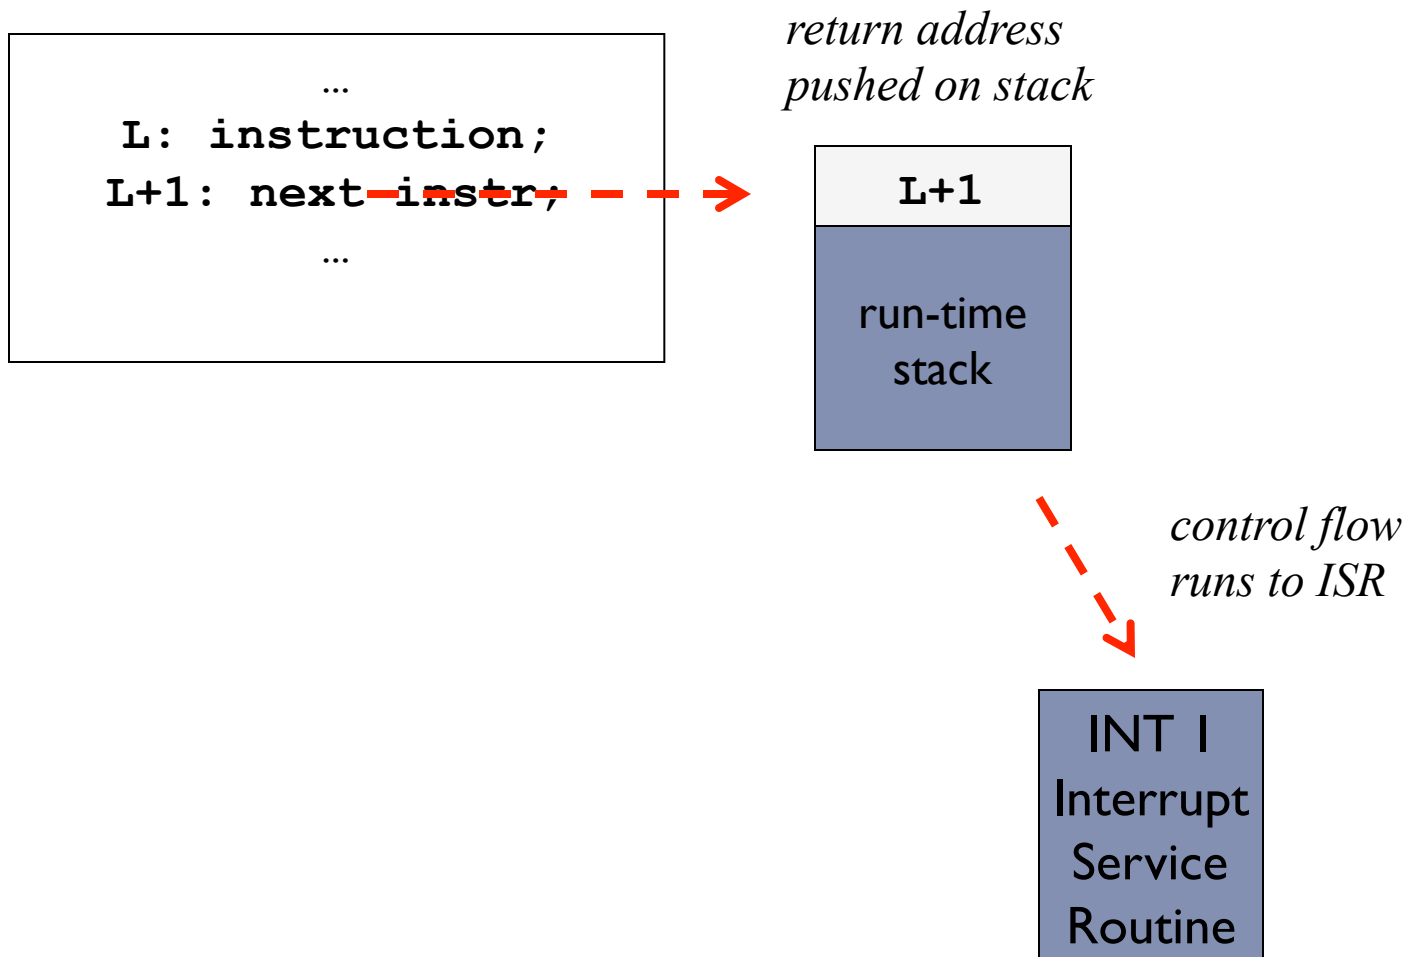 …
L: instruction;
L+1: next instr;
…
return address
pushed on stack
L+1
run-time
stack
control flow
runs to ISR
INT 1
Interrupt
Service
Routine